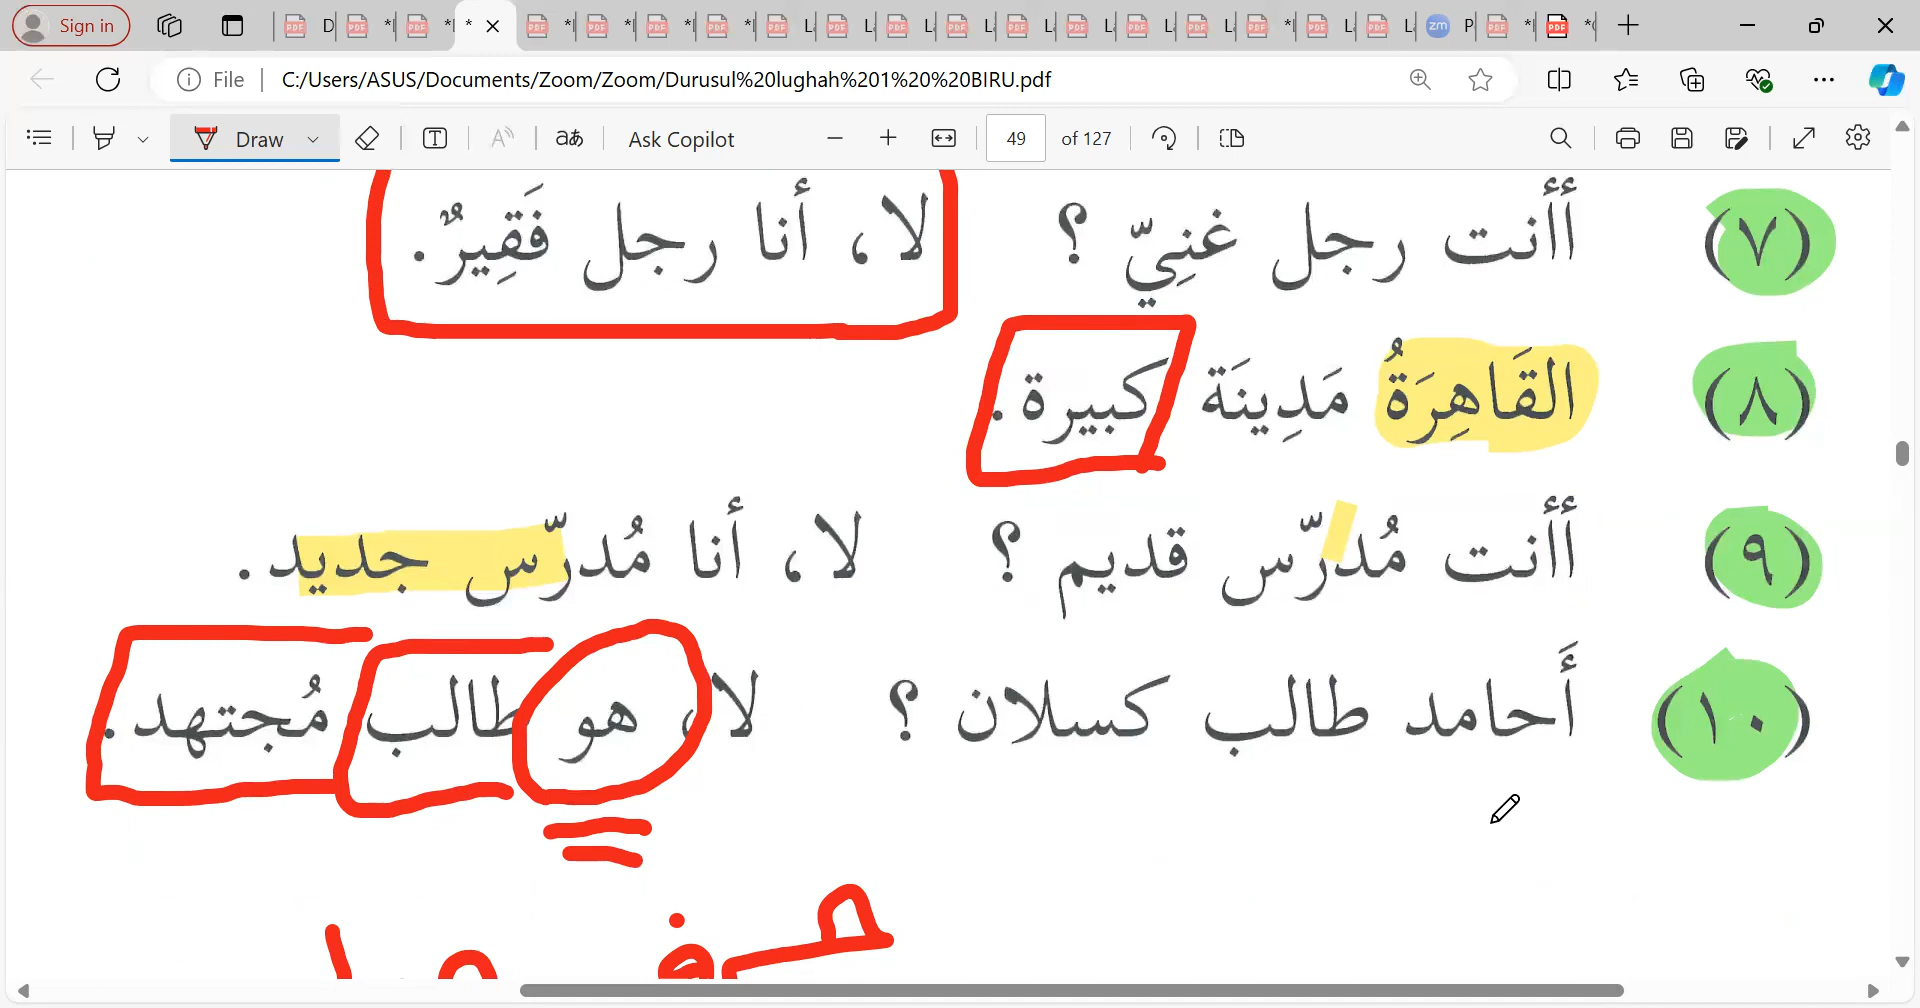 Sign in
File
C:/Users/ASUS/Documents/Zoom/Zoom/Durusul%20lughah%201%20%20BIRU.pdf
Draw
Ask Copilot
49 of 127
(٧) أأنت رجل غنِيّ ؟ لا، أنا رجل فَقِيرٌ.
(٨) القَاهِرَةُ مَدِينَة كبيرة.
(٩) أأنت مُدرّس قديم ؟ لا، أنا مُدرّس جديد.
(١٠) أَحامد طالب كسلان ؟ لا، هو طالب مُجتهد.